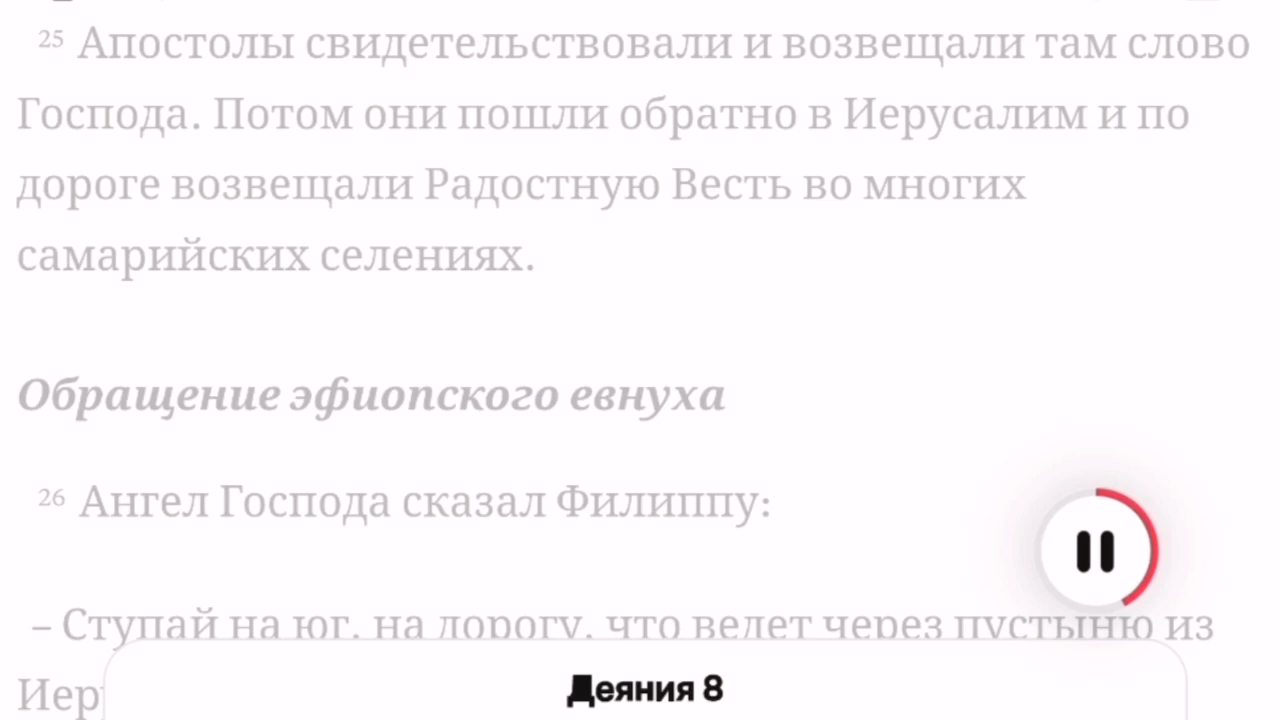 25 Апостолы свидетельствовали и возвещали там слово
Господа. Потом они пошли обратно в Иерусалим и по
дороге возвещали Радостную Весть во многих
самарийских селениях.
Обращение эфиопского евнуха
26 Ангел Господа сказал Филиппу:
– Ступай на юг, на дорогу, что ведет через пустыню из
Деяния 8